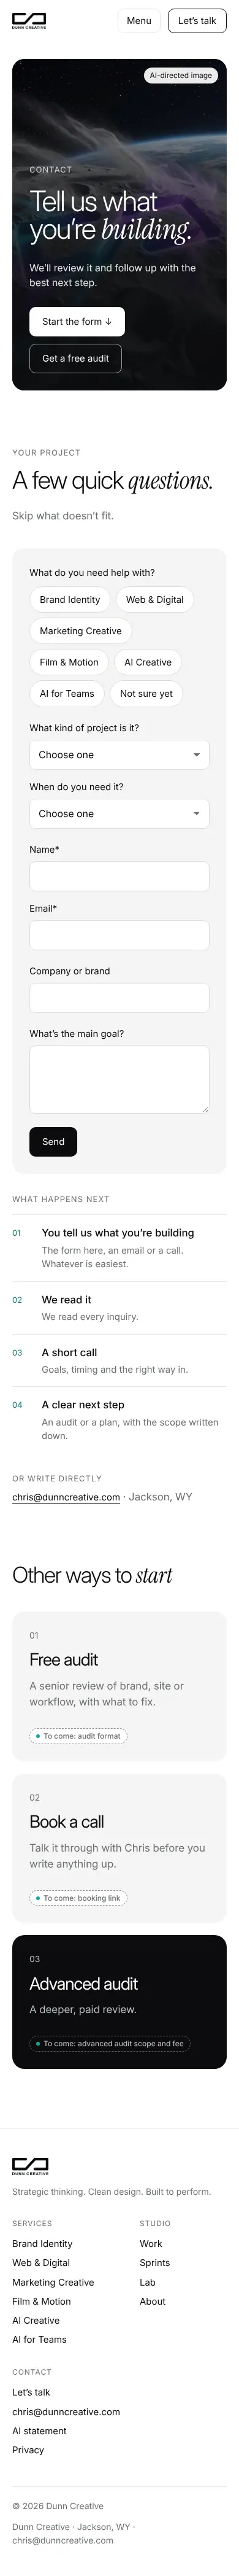 DUNN CREATIVE
Menu
Let's talk
AI-directed image
CONTACT
Tell us what
you're building.
We'll review it and follow up with the
best next step.
Start the form ↓
Get a free audit
YOUR PROJECT
A few quick questions.
Skip what doesn't fit.
What do you need help with?
Brand Identity
Web & Digital
Marketing Creative
Film & Motion
AI Creative
AI for Teams
Not sure yet
What kind of project is it?
Choose one
When do you need it?
Choose one
Name*
Email*
Company or brand
What's the main goal?
Send
WHAT HAPPENS NEXT
01
You tell us what you're building
The form here, an email or a call.
Whatever is easiest.
02
We read it
We read every inquiry.
03
A short call
Goals, timing and the right way in.
04
A clear next step
An audit or a plan, with the scope written
down.
OR WRITE DIRECTLY
chris@dunncreative.com · Jackson, WY
Other ways to start
01
Free audit
A senior review of brand, site or
workflow, with what to fix.
To come: audit format
02
Book a call
Talk it through with Chris before you
write anything up.
To come: booking link
03
Advanced audit
A deeper, paid review.
To come: advanced audit scope and fee
DUNN CREATIVE
Strategic thinking. Clean design. Built to perform.
SERVICES
Brand Identity
Web & Digital
Marketing Creative
Film & Motion
AI Creative
AI for Teams
STUDIO
Work
Sprints
Lab
About
CONTACT
Let's talk
chris@dunncreative.com
AI statement
Privacy
© 2026 Dunn Creative
Dunn Creative · Jackson, WY ·
chris@dunncreative.com